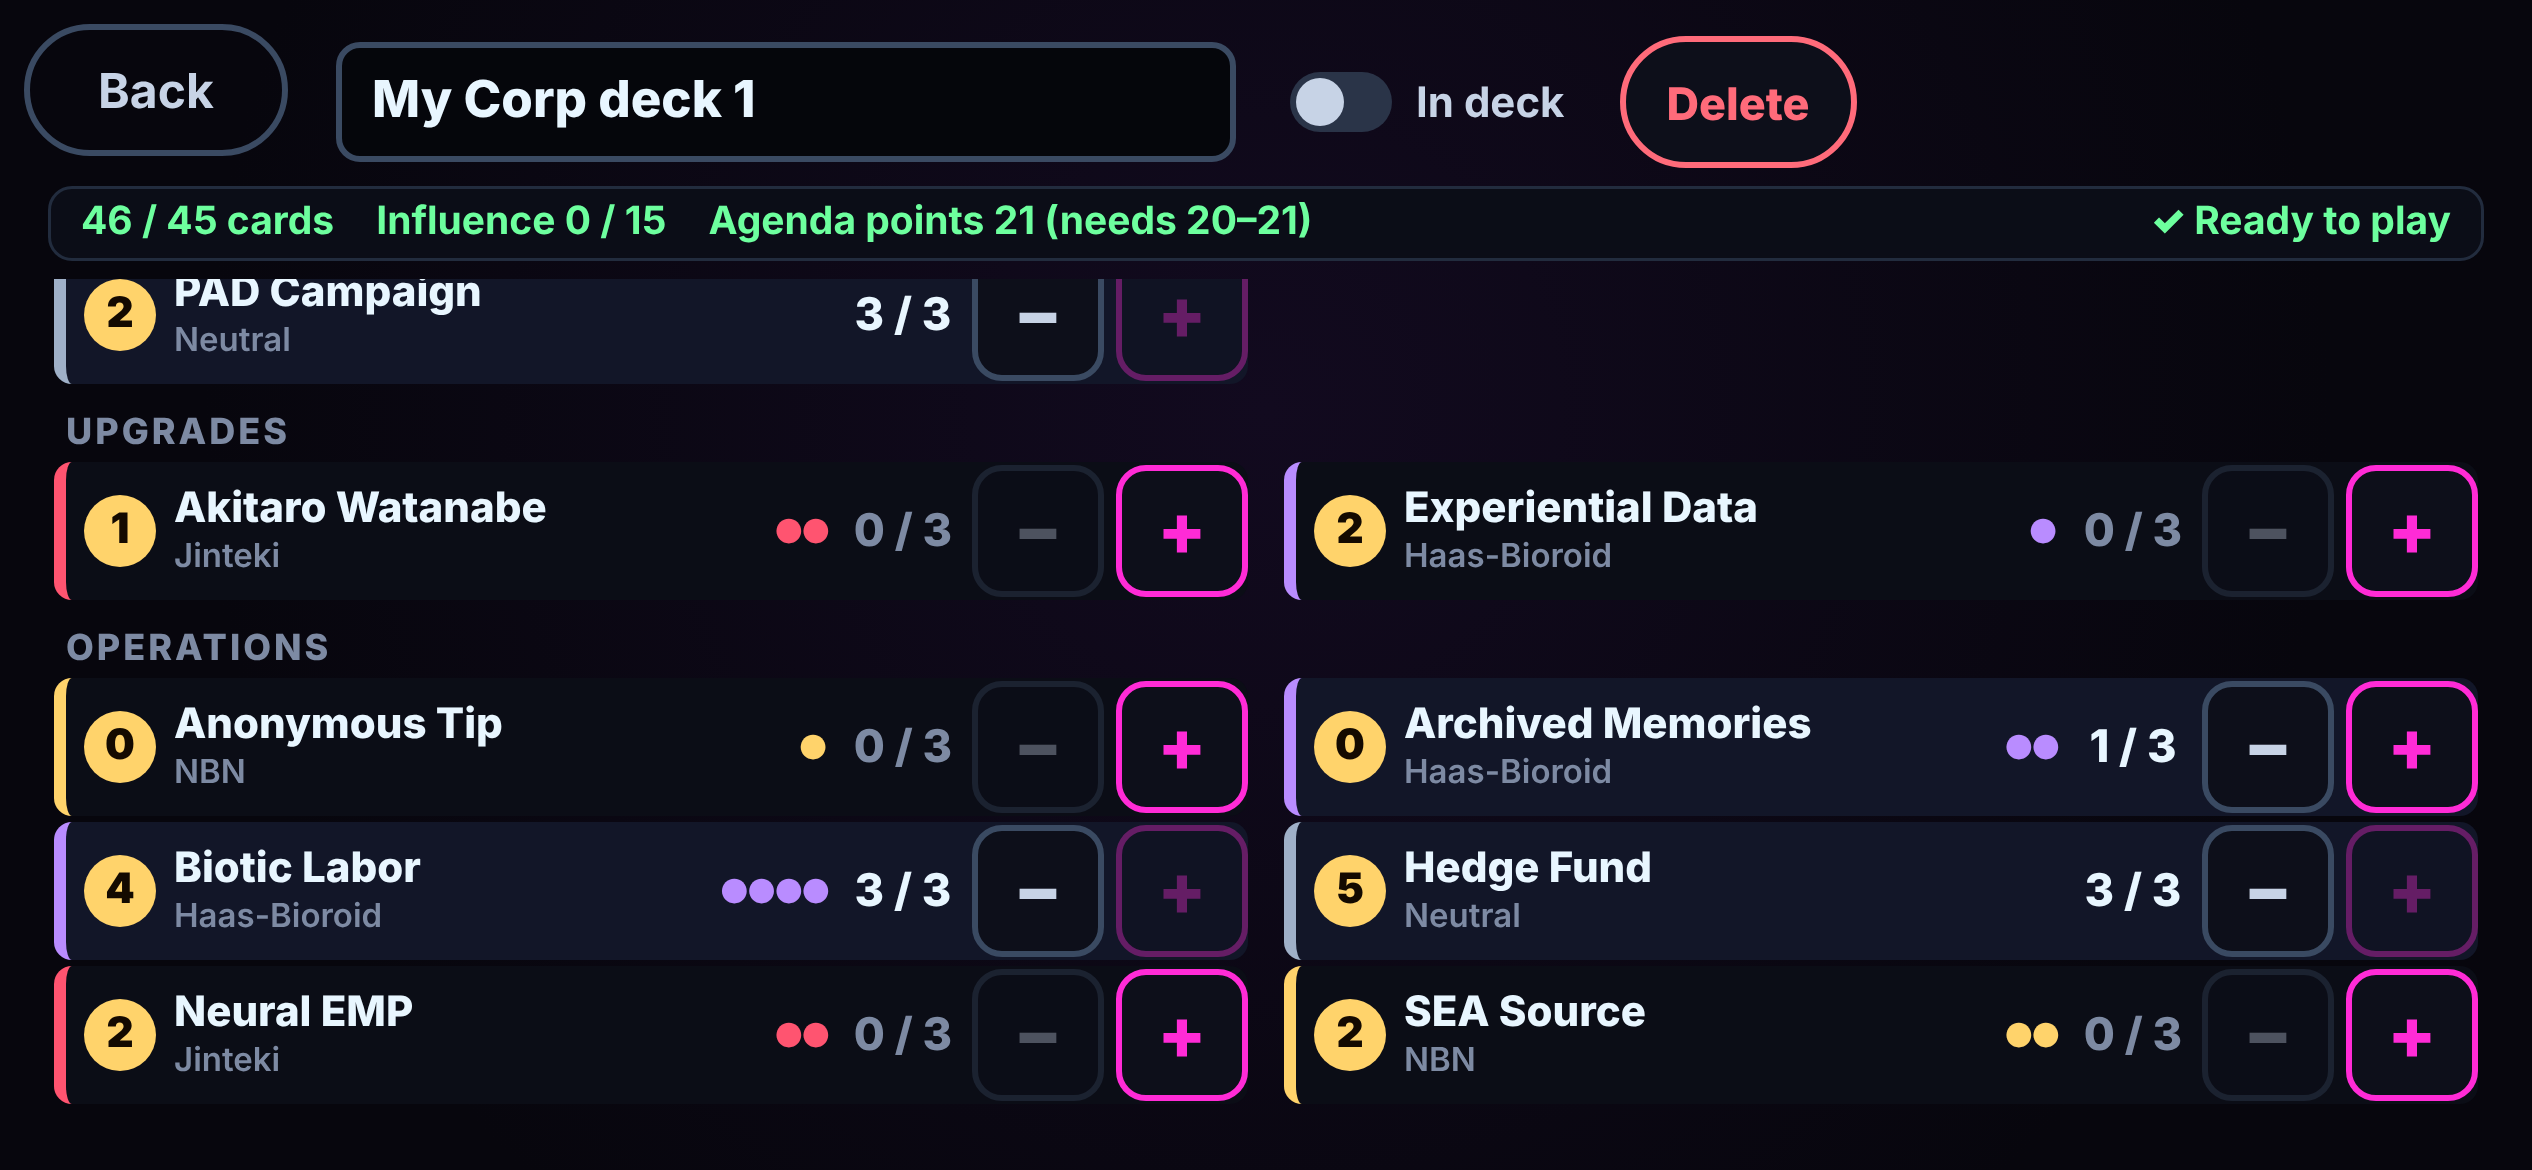 Back
My Corp deck 1
In deck
Delete
46 / 45 cards Influence 0 / 15 Agenda points 21 (needs 20–21) ✓ Ready to play
2 PAD Campaign 3 / 3 − +
Neutral
UPGRADES
1 Akitaro Watanabe 0 / 3 − +
Jinteki
2 Experiential Data 0 / 3 − +
Haas-Bioroid
OPERATIONS
0 Anonymous Tip 0 / 3 − +
NBN
0 Archived Memories 1 / 3 − +
Haas-Bioroid
4 Biotic Labor 3 / 3 − +
Haas-Bioroid
5 Hedge Fund 3 / 3 − +
Neutral
2 Neural EMP 0 / 3 − +
Jinteki
2 SEA Source 0 / 3 − +
NBN